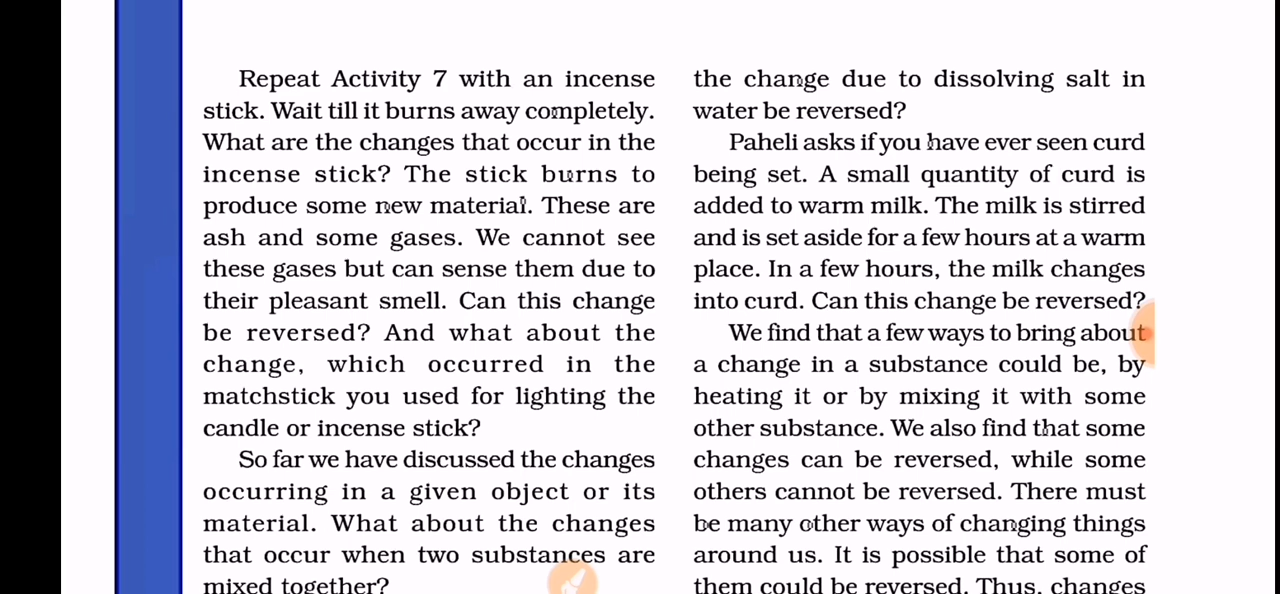 Repeat Activity 7 with an incense
stick. Wait till it burns away completely.
What are the changes that occur in the
incense stick? The stick burns to
produce some new material. These are
ash and some gases. We cannot see
these gases but can sense them due to
their pleasant smell. Can this change
be reversed? And what about the
change, which occurred in the
matchstick you used for lighting the
candle or incense stick?
So far we have discussed the changes
occurring in a given object or its
material. What about the changes
that occur when two substances are
mixed together?
the change due to dissolving salt in
water be reversed?
Paheli asks if you have ever seen curd
being set. A small quantity of curd is
added to warm milk. The milk is stirred
and is set aside for a few hours at a warm
place. In a few hours, the milk changes
into curd. Can this change be reversed?
We find that a few ways to bring about
a change in a substance could be, by
heating it or by mixing it with some
other substance. We also find that some
changes can be reversed, while some
others cannot be reversed. There must
be many other ways of changing things
around us. It is possible that some of
them could be reversed. Thus, changes